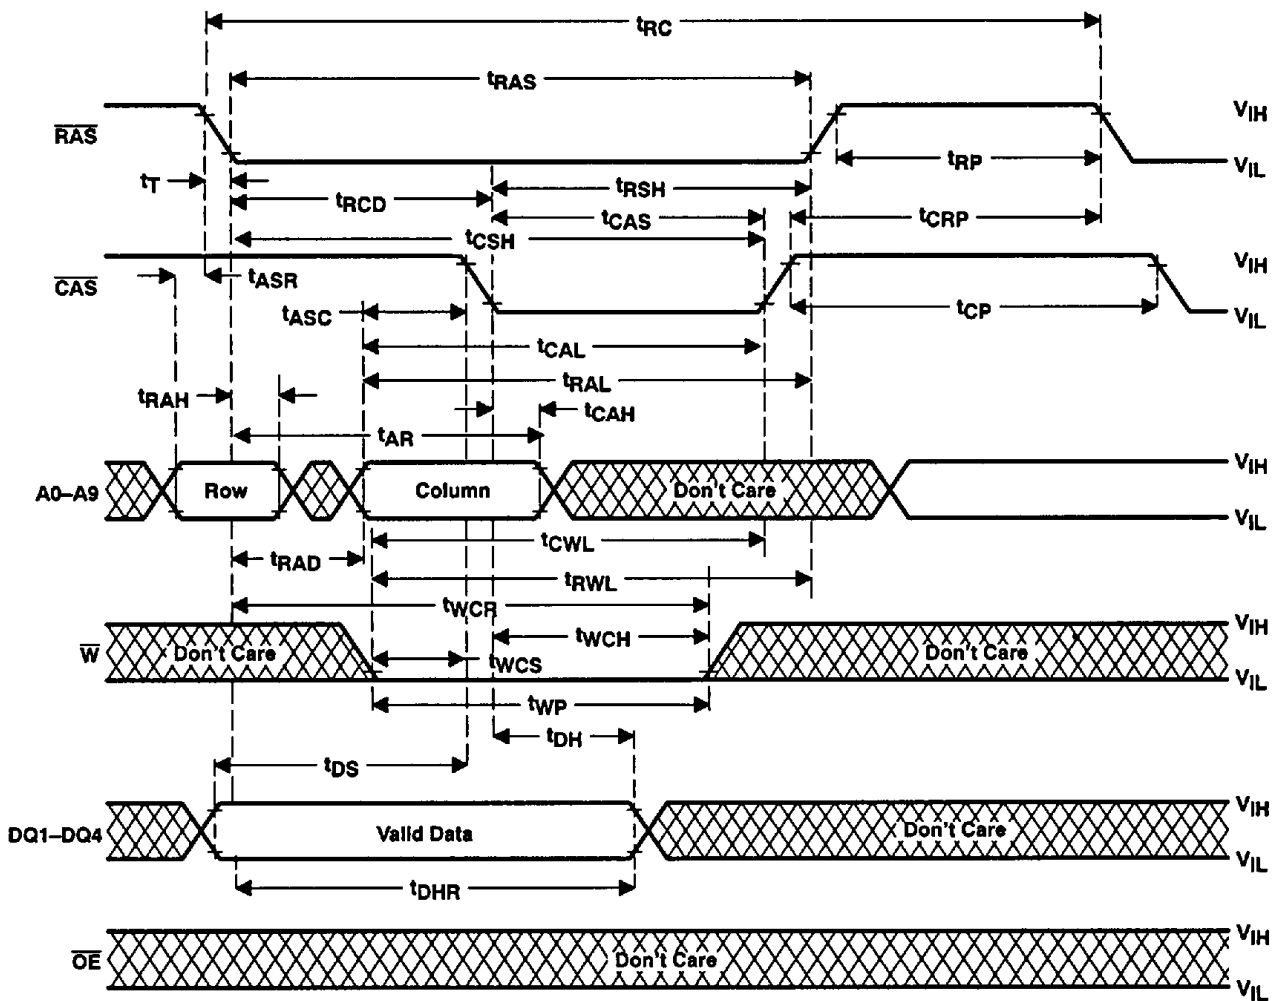 tRC
tRAS
RAS
VIH
VIL
tRP
tT
tRSH
tRCD
tCAS
tCRP
tCSH
CAS
VIH
VIL
tASR
tASC
tCP
tCAL
tRAL
tRAH
tCAH
tAR
A0–A9
Row
Column
Don't Care
VIH
VIL
tCWL
tRAD
tRWL
tWCR
W
Don't Care
tWCH
Don't Care
VIH
VIL
tWCS
tWP
tDH
tDS
DQ1–DQ4
Valid Data
Don't Care
VIH
VIL
tDHR
OE
Don't Care
VIH
VIL